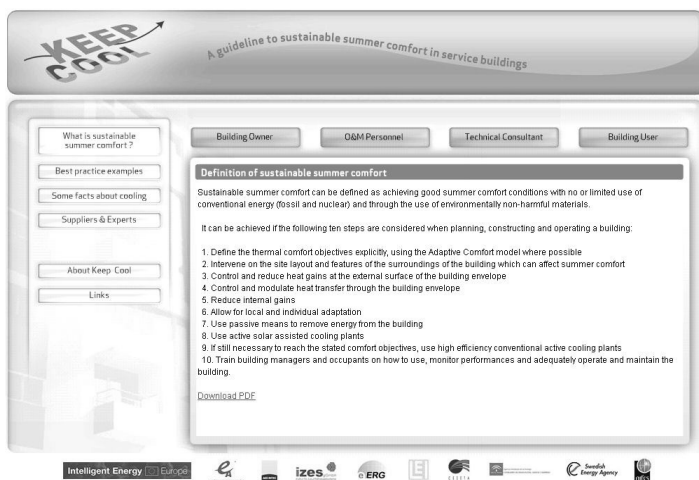 KEEP
COOL
A guideline to sustainable summer comfort in service buildings
What is sustainable
summer comfort ?
Best practice examples
Some facts about cooling
Suppliers & Experts
About Keep Cool
Links
Building Owner
O&M Personnel
Technical Consultant
Building User
Definition of sustainable summer comfort
Sustainable summer comfort can be defined as achieving good summer comfort conditions with no or limited use of
conventional energy (fossil and nuclear) and through the use of environmentally non-harmful materials.
It can be achieved if the following ten steps are considered when planning, constructing and operating a building:
1. Define the thermal comfort objectives explicitly, using the Adaptive Comfort model where possible
2. Intervene on the site layout and features of the surroundings of the building which can affect summer comfort
3. Control and reduce heat gains at the external surface of the building envelope
4. Control and modulate heat transfer through the building envelope
5. Reduce internal gains
6. Allow for local and individual adaptation
7. Use passive means to remove energy from the building
8. Use active solar assisted cooling plants
9. If still necessary to reach the stated comfort objectives, use high efficiency conventional active cooling plants
10. Train building managers and occupants on how to use, monitor performances and adequately operate and maintain the
building.
Download PDF
Intelligent Energy Europe
izes
eERG
Swedish
Energy Agency